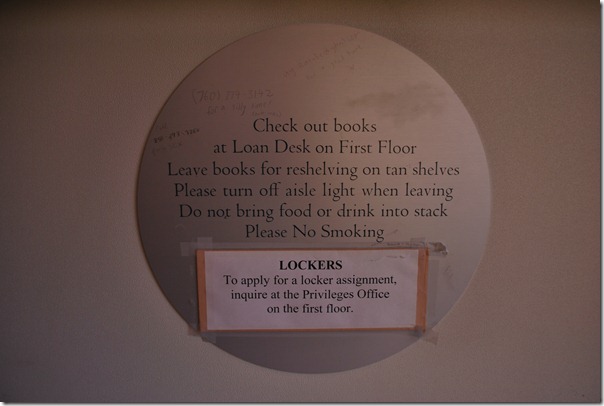 Check out books
at Loan Desk on First Floor
Leave books for reshelving on tan shelves
Please turn off aisle light when leaving
Do not bring food or drink into stack
Please No Smoking
LOCKERS
To apply for a locker assignment,
inquire at the Privileges Office
on the first floor.